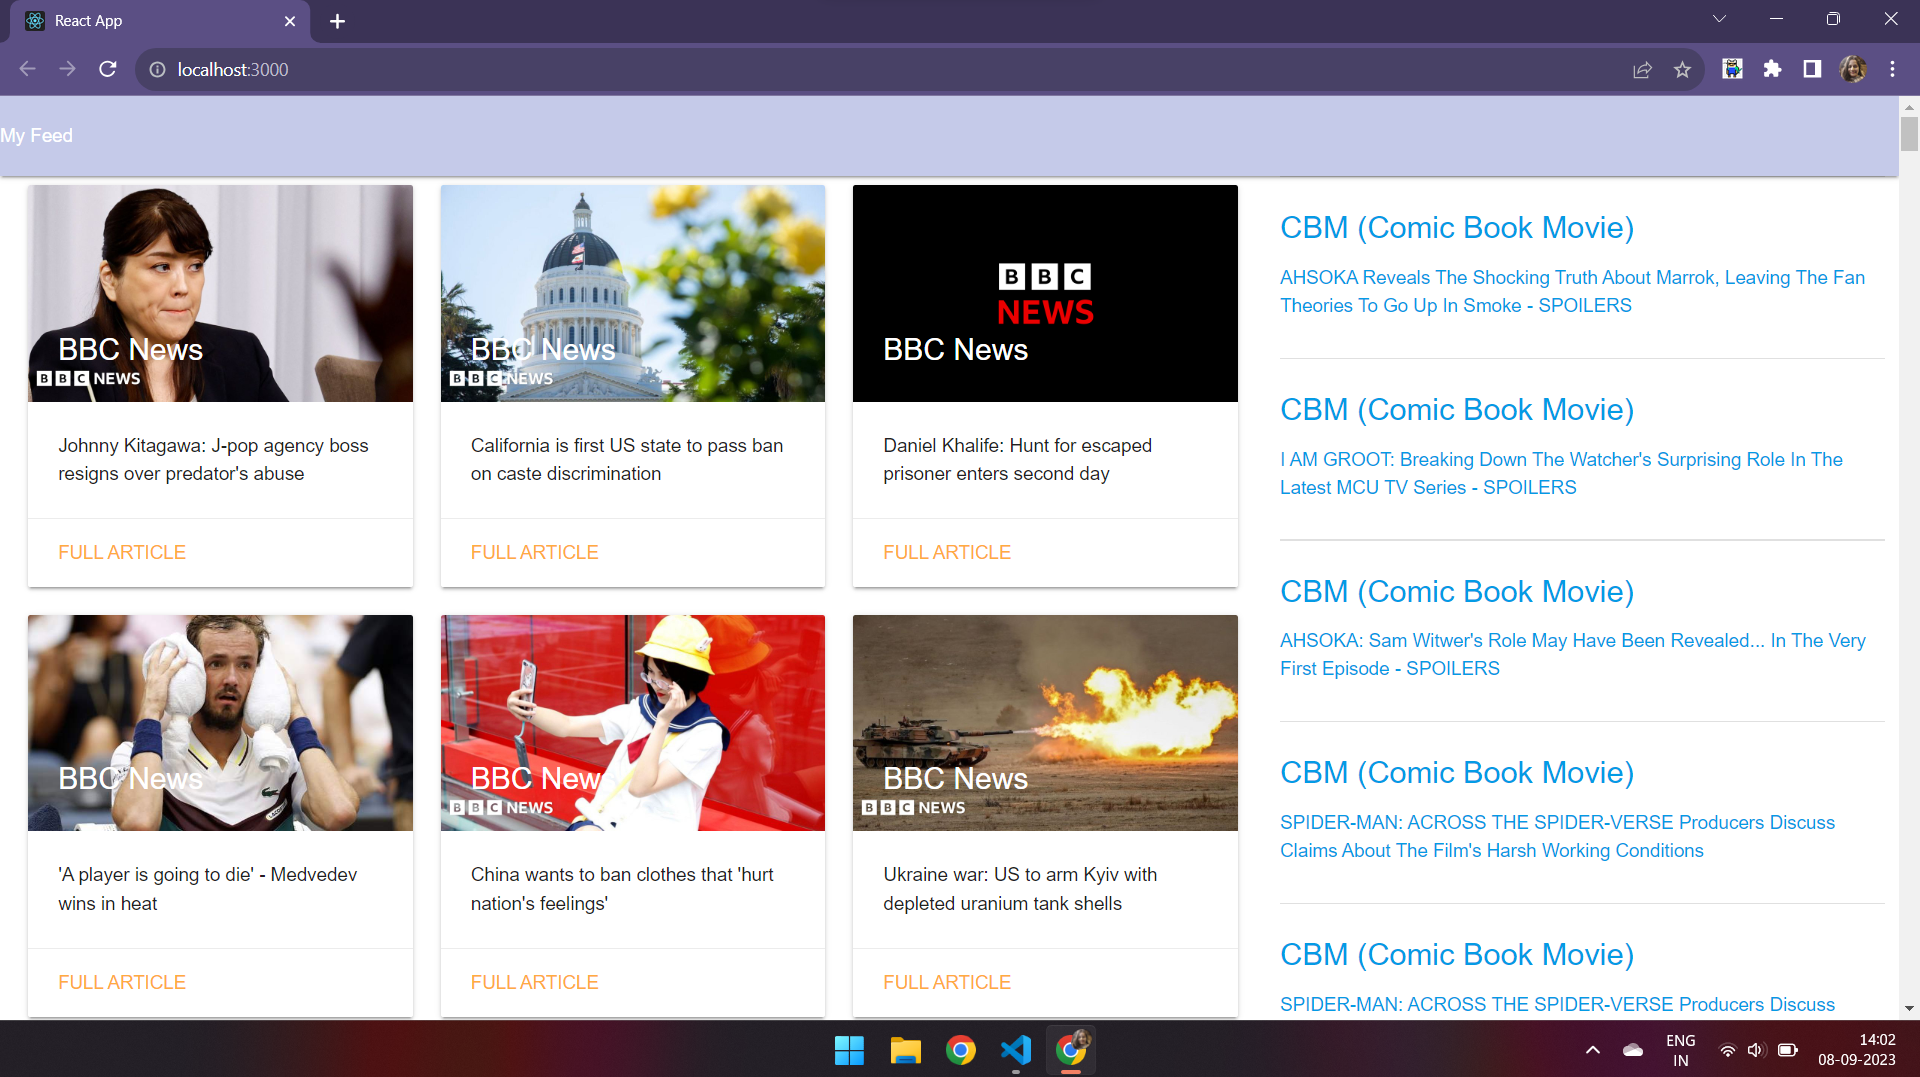 React App
localhost:3000
My Feed
BBC News
BBC NEWS
Johnny Kitagawa: J-pop agency boss
resigns over predator's abuse
FULL ARTICLE
BBC News
BBC NEWS
California is first US state to pass ban
on caste discrimination
FULL ARTICLE
BBC
NEWS
BBC News
Daniel Khalife: Hunt for escaped
prisoner enters second day
FULL ARTICLE
BBC News
'A player is going to die' - Medvedev
wins in heat
FULL ARTICLE
BBC News
BBC NEWS
China wants to ban clothes that 'hurt
nation's feelings'
FULL ARTICLE
BBC News
BBC NEWS
Ukraine war: US to arm Kyiv with
depleted uranium tank shells
FULL ARTICLE
CBM (Comic Book Movie)
AHSOKA Reveals The Shocking Truth About Marrok, Leaving The Fan
Theories To Go Up In Smoke - SPOILERS
CBM (Comic Book Movie)
I AM GROOT: Breaking Down The Watcher's Surprising Role In The
Latest MCU TV Series - SPOILERS
CBM (Comic Book Movie)
AHSOKA: Sam Witwer's Role May Have Been Revealed... In The Very
First Episode - SPOILERS
CBM (Comic Book Movie)
SPIDER-MAN: ACROSS THE SPIDER-VERSE Producers Discuss
Claims About The Film's Harsh Working Conditions
CBM (Comic Book Movie)
SPIDER-MAN: ACROSS THE SPIDER-VERSE Producers Discuss
ENG
IN
14:02
08-09-2023